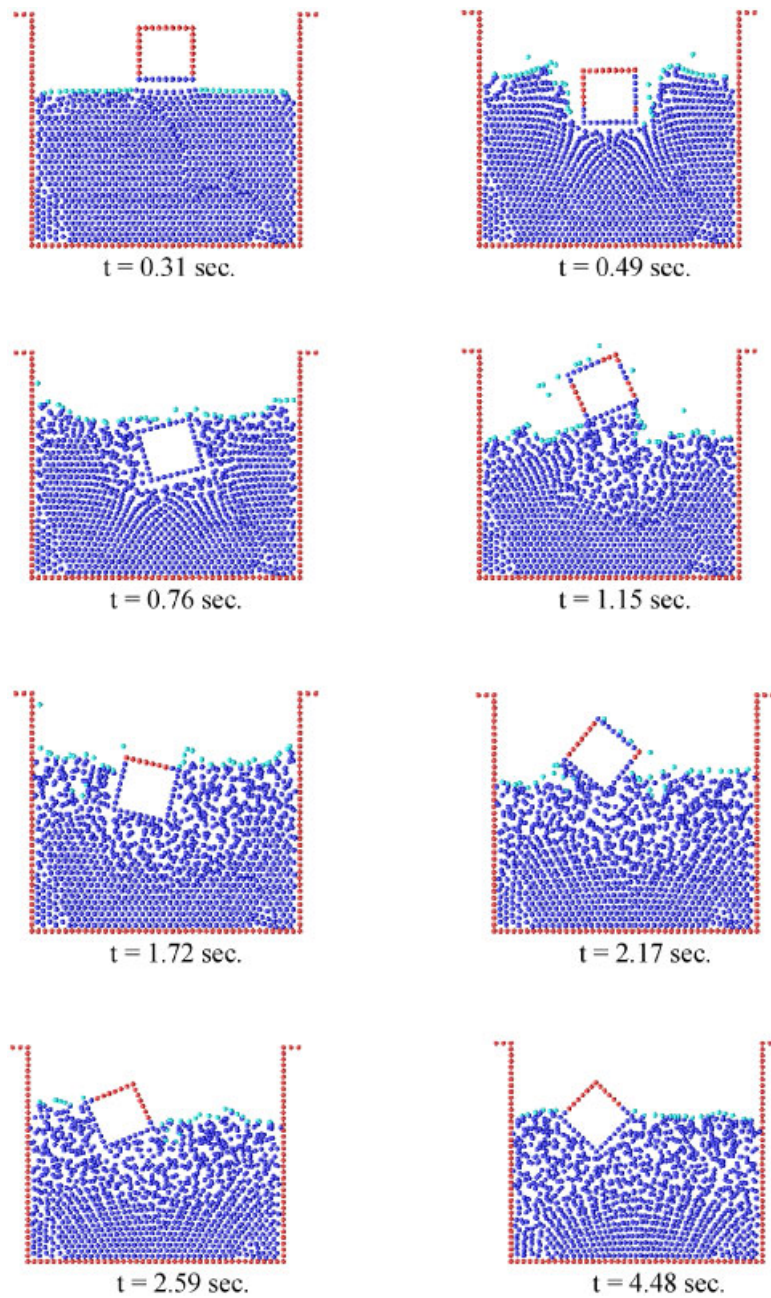 t = 0.31 sec.
t = 0.49 sec.
t = 0.76 sec.
t = 1.15 sec.
t = 1.72 sec.
t = 2.17 sec.
t = 2.59 sec.
t = 4.48 sec.